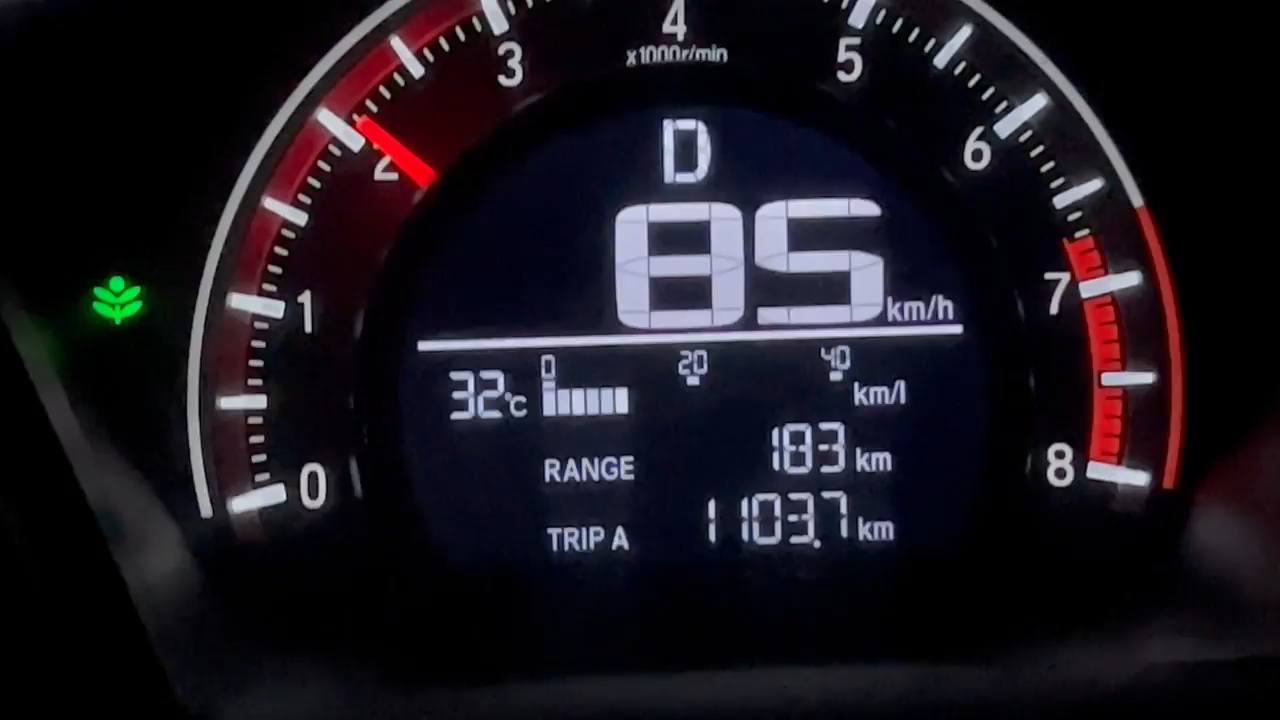 4
3 5
x1000r/min
D
2 6
85 km/h
1 7
0 20 40
32°C km/l
RANGE 183 km
0 8
TRIP A 1103.7 km